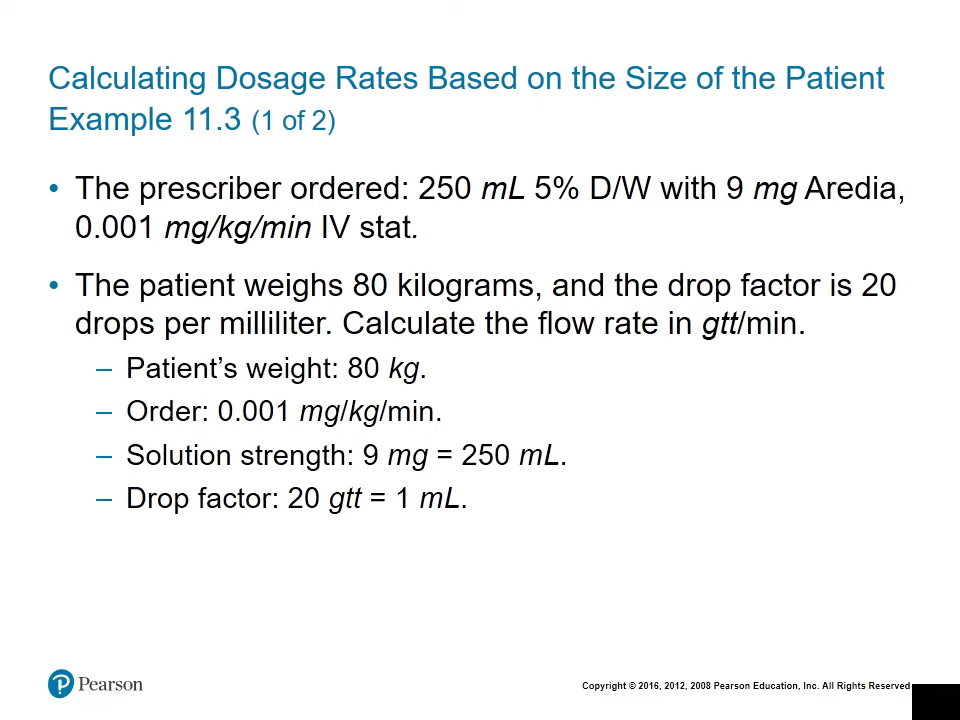 Calculating Dosage Rates Based on the Size of the Patient
Example 11.3 (1 of 2)
• The prescriber ordered: 250 mL 5% D/W with 9 mg Aredia,
0.001 mg/kg/min IV stat.
• The patient weighs 80 kilograms, and the drop factor is 20
drops per milliliter. Calculate the flow rate in gtt/min.
– Patient’s weight: 80 kg.
– Order: 0.001 mg/kg/min.
– Solution strength: 9 mg = 250 mL.
– Drop factor: 20 gtt = 1 mL.
P Pearson
Copyright © 2016, 2012, 2008 Pearson Education, Inc. All Rights Reserved